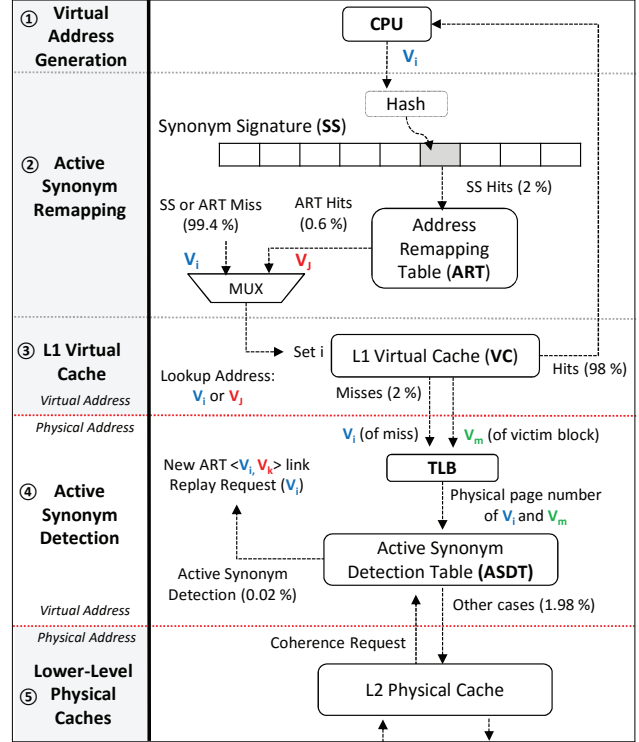 ① Virtual
Address
Generation
CPU
Vi
Hash
Synonym Signature (SS)
② Active
Synonym
Remapping
SS Hits (2 %)
SS or ART Miss
(99.4 %)
ART Hits
(0.6 %)
Address
Remapping
Table (ART)
Vi
VJ
MUX
③ L1 Virtual
Cache
Set i
L1 Virtual Cache (VC)
Hits (98 %)
Lookup Address:
Vi or VJ
Misses (2 %)
Virtual Address
Physical Address
Vi (of miss)
Vm (of victim block)
TLB
New ART <Vi, Vk> link
Replay Request (Vi)
④ Active
Synonym
Detection
Physical page number
of Vi and Vm
Active Synonym
Detection Table (ASDT)
Active Synonym
Detection (0.02 %)
Other cases (1.98 %)
Virtual Address
Physical Address
Coherence Request
⑤ Lower-Level
Physical
Caches
L2 Physical Cache